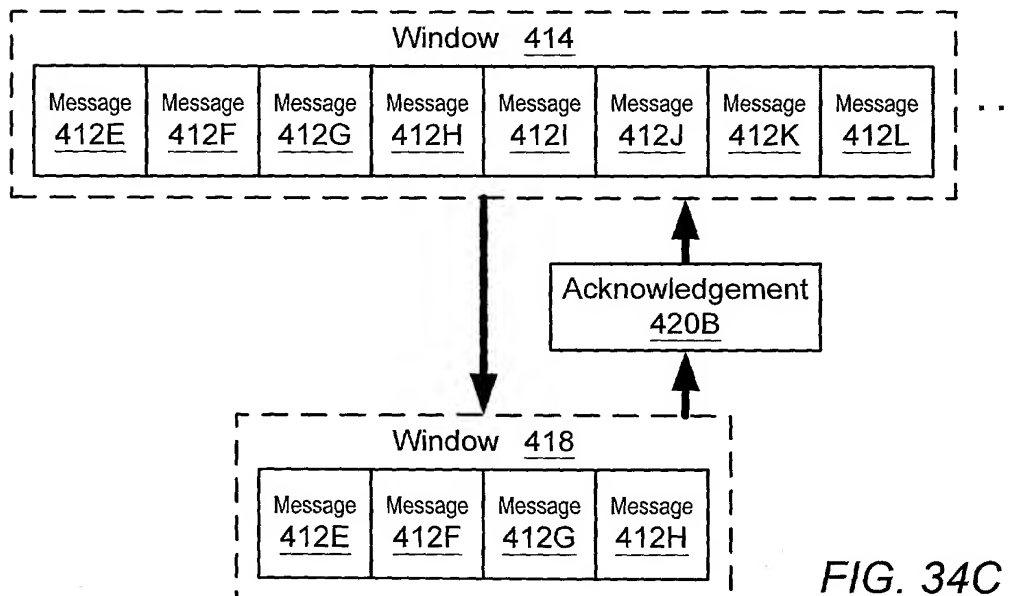 Window 414
Message Message Message Message Message Message Message Message
412E 412F 412G 412H 412I 412J 412K 412L
Acknowledgement
420B
Window 418
Message Message Message Message
412E 412F 412G 412H
FIG. 34C